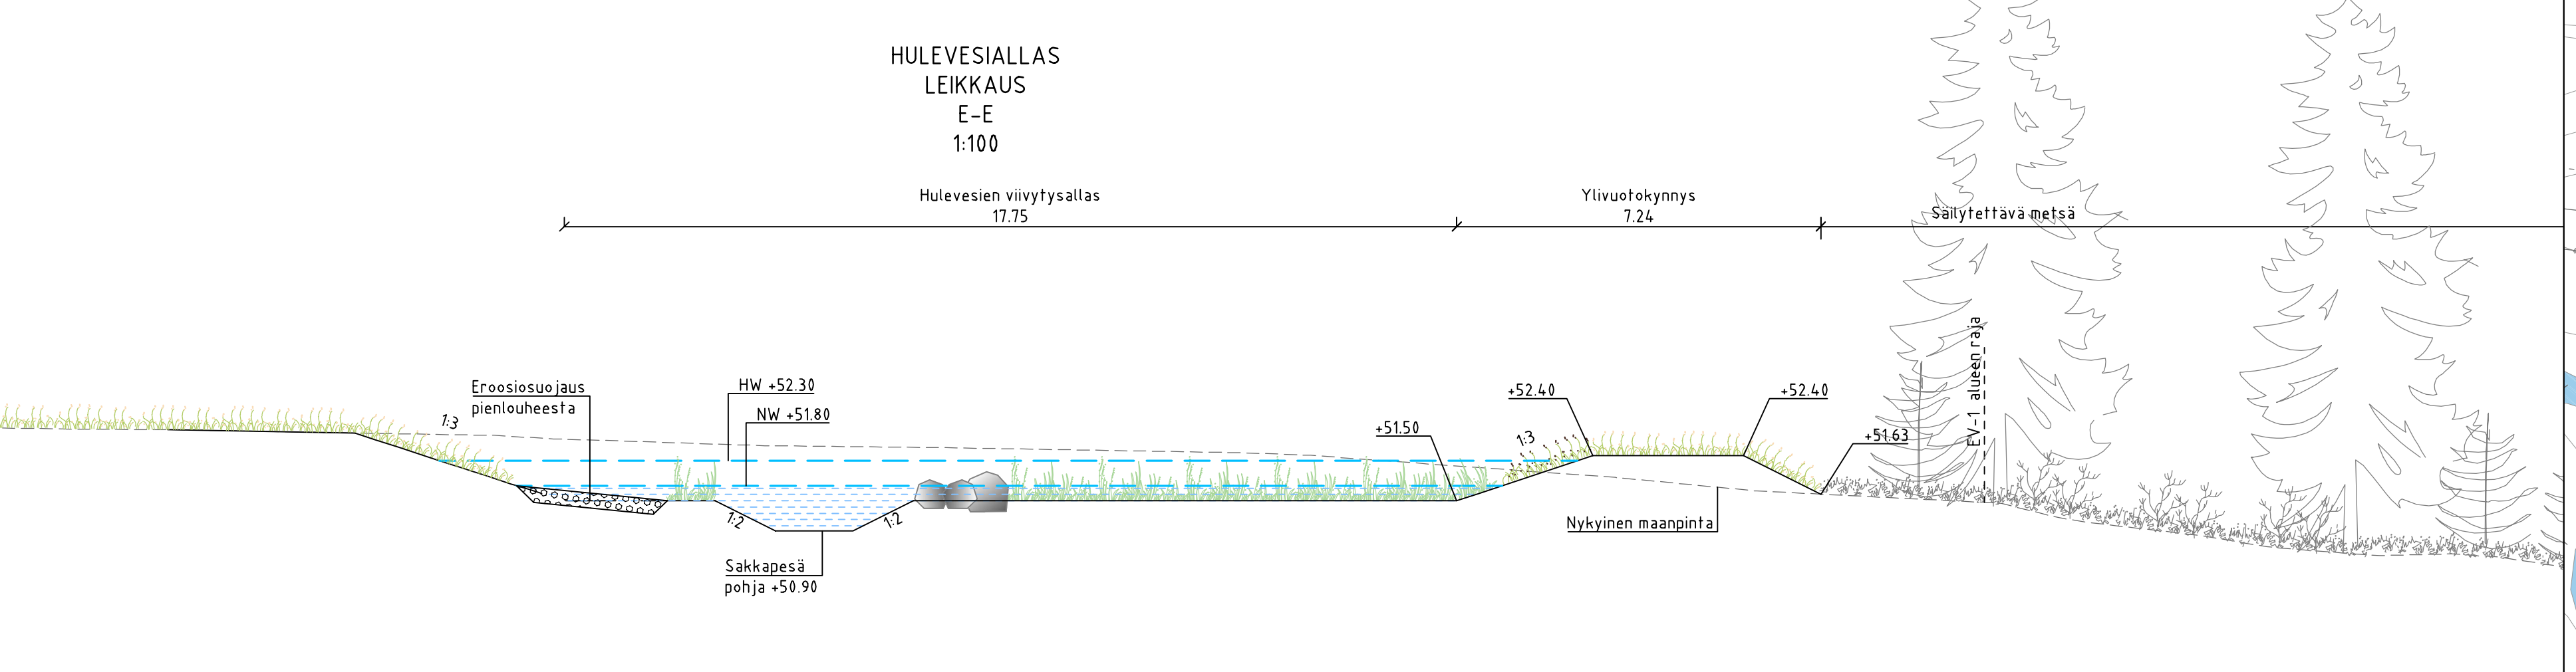 HULEVESIALLAS
LEIKKAUS
E-E
1:100
Hulevesien viivytysallas
17.75
Ylivuotokynnys
7.24
Säilytettävä metsä
EV-1 alueen raja
Eroosiosuojaus
pienlouheesta
1:3
HW +52.30
NW +51.80
+51.50
+52.40
1:3
+52.40
+51.63
1:2
1:2
Nykyinen maanpinta
Sakkapesä
pohja +50.90